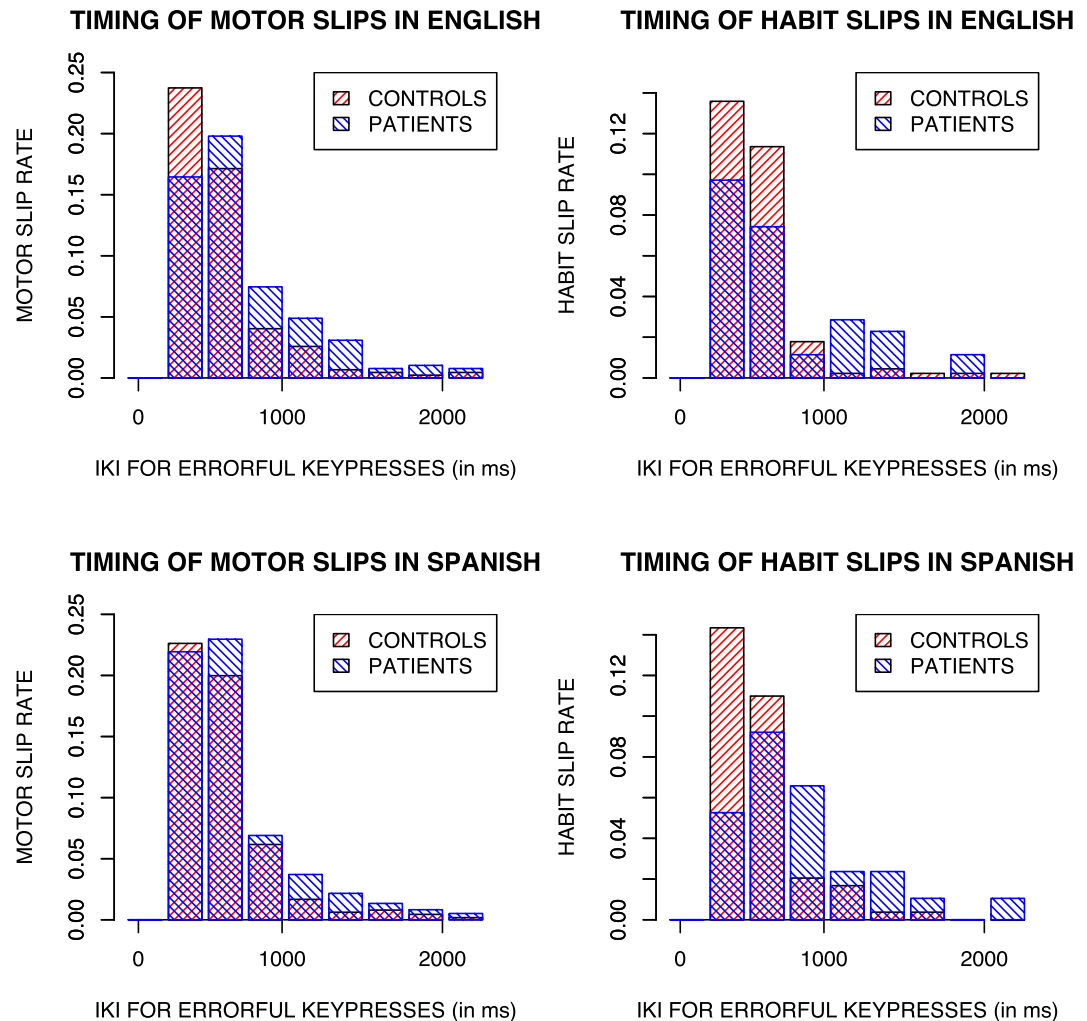 TIMING OF MOTOR SLIPS IN ENGLISH
MOTOR SLIP RATE
0.00 0.05 0.10 0.15 0.20 0.25
CONTROLS
PATIENTS
0 1000 2000
IKI FOR ERRORFUL KEYPRESSES (in ms)
TIMING OF HABIT SLIPS IN ENGLISH
HABIT SLIP RATE
0.00 0.04 0.08 0.12
CONTROLS
PATIENTS
0 1000 2000
IKI FOR ERRORFUL KEYPRESSES (in ms)
TIMING OF MOTOR SLIPS IN SPANISH
MOTOR SLIP RATE
0.00 0.05 0.10 0.15 0.20 0.25
CONTROLS
PATIENTS
0 1000 2000
IKI FOR ERRORFUL KEYPRESSES (in ms)
TIMING OF HABIT SLIPS IN SPANISH
HABIT SLIP RATE
0.00 0.04 0.08 0.12
CONTROLS
PATIENTS
0 1000 2000
IKI FOR ERRORFUL KEYPRESSES (in ms)